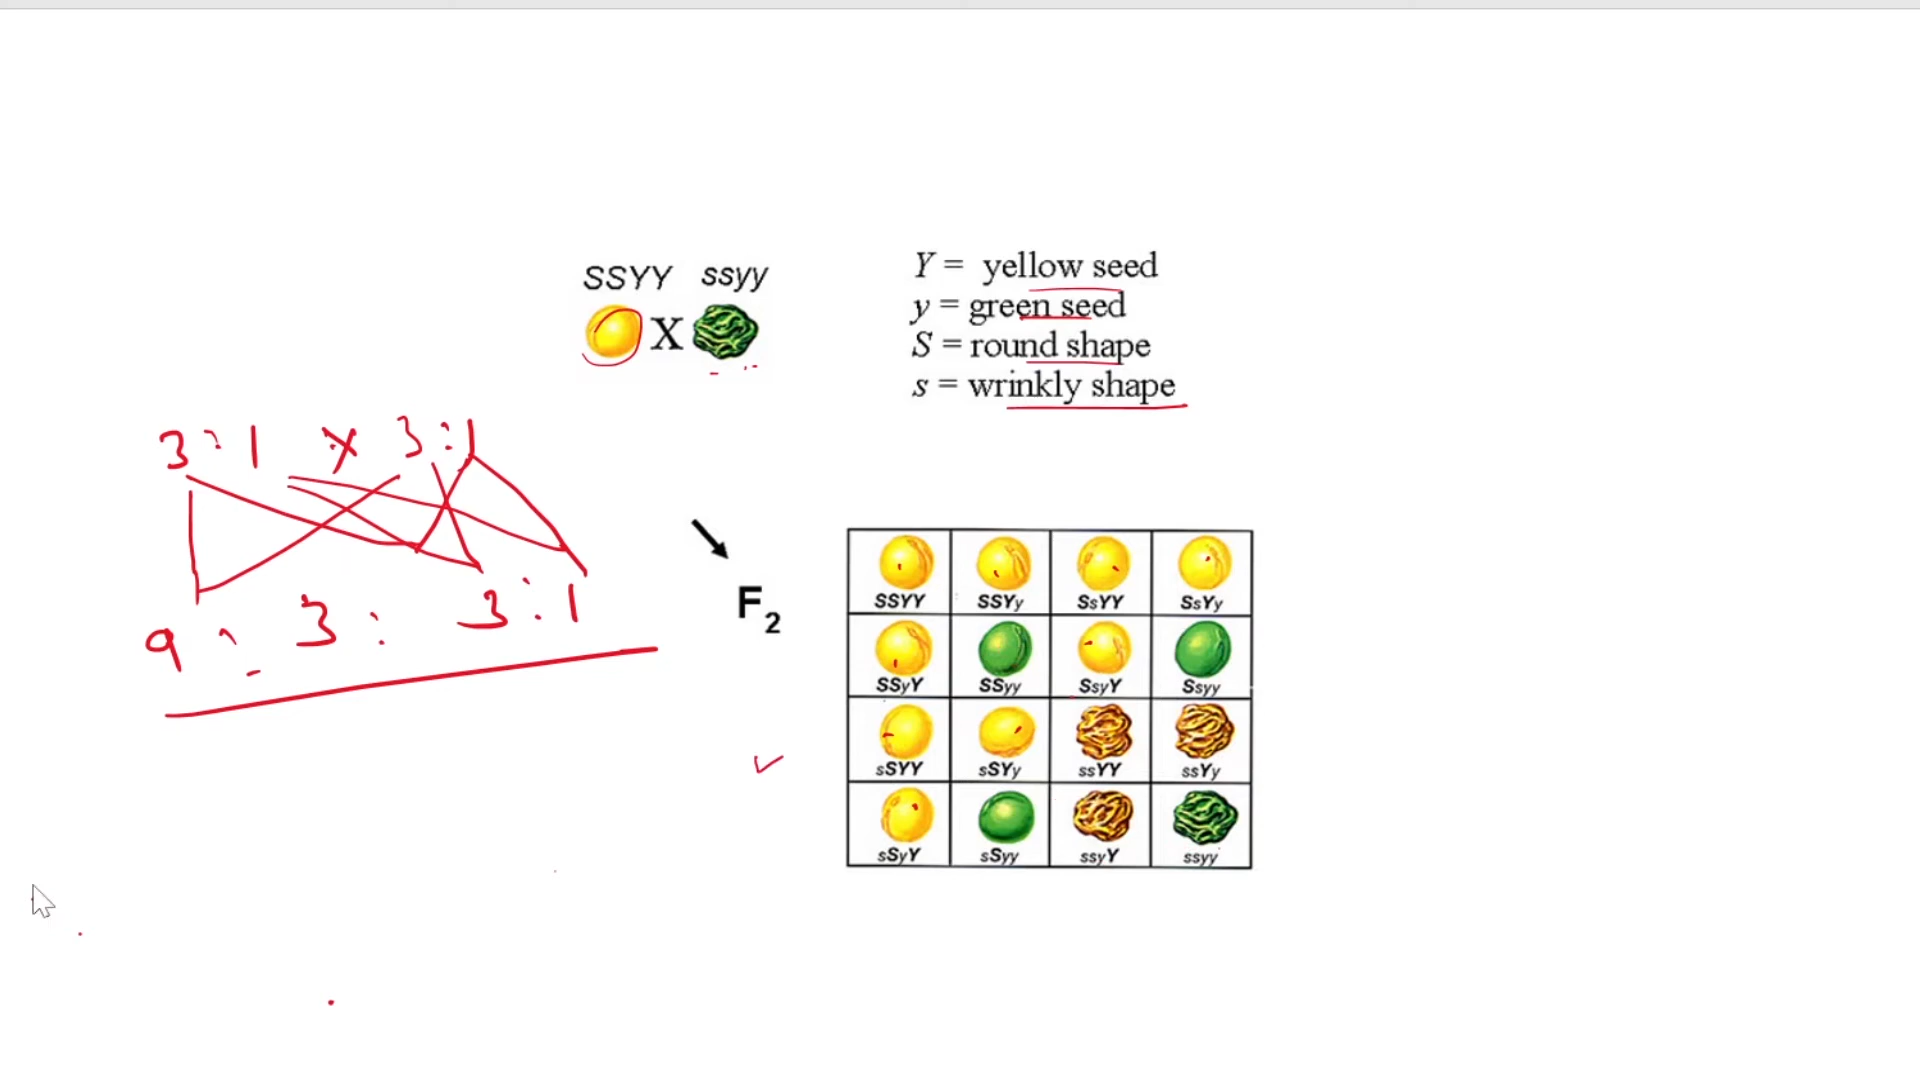 SSYY ssyy
X
Y = yellow seed
y = green seed
S = round shape
s = wrinkly shape
3 : 1 x 3 : 1
9 : 3 : 3 : 1
F2
SSYY SSYy SsYY SsYy
SSyY SSyy SsyY Ssyy
sSYY sSYy ssYY ssYy
sSyY sSyy ssyY ssyy